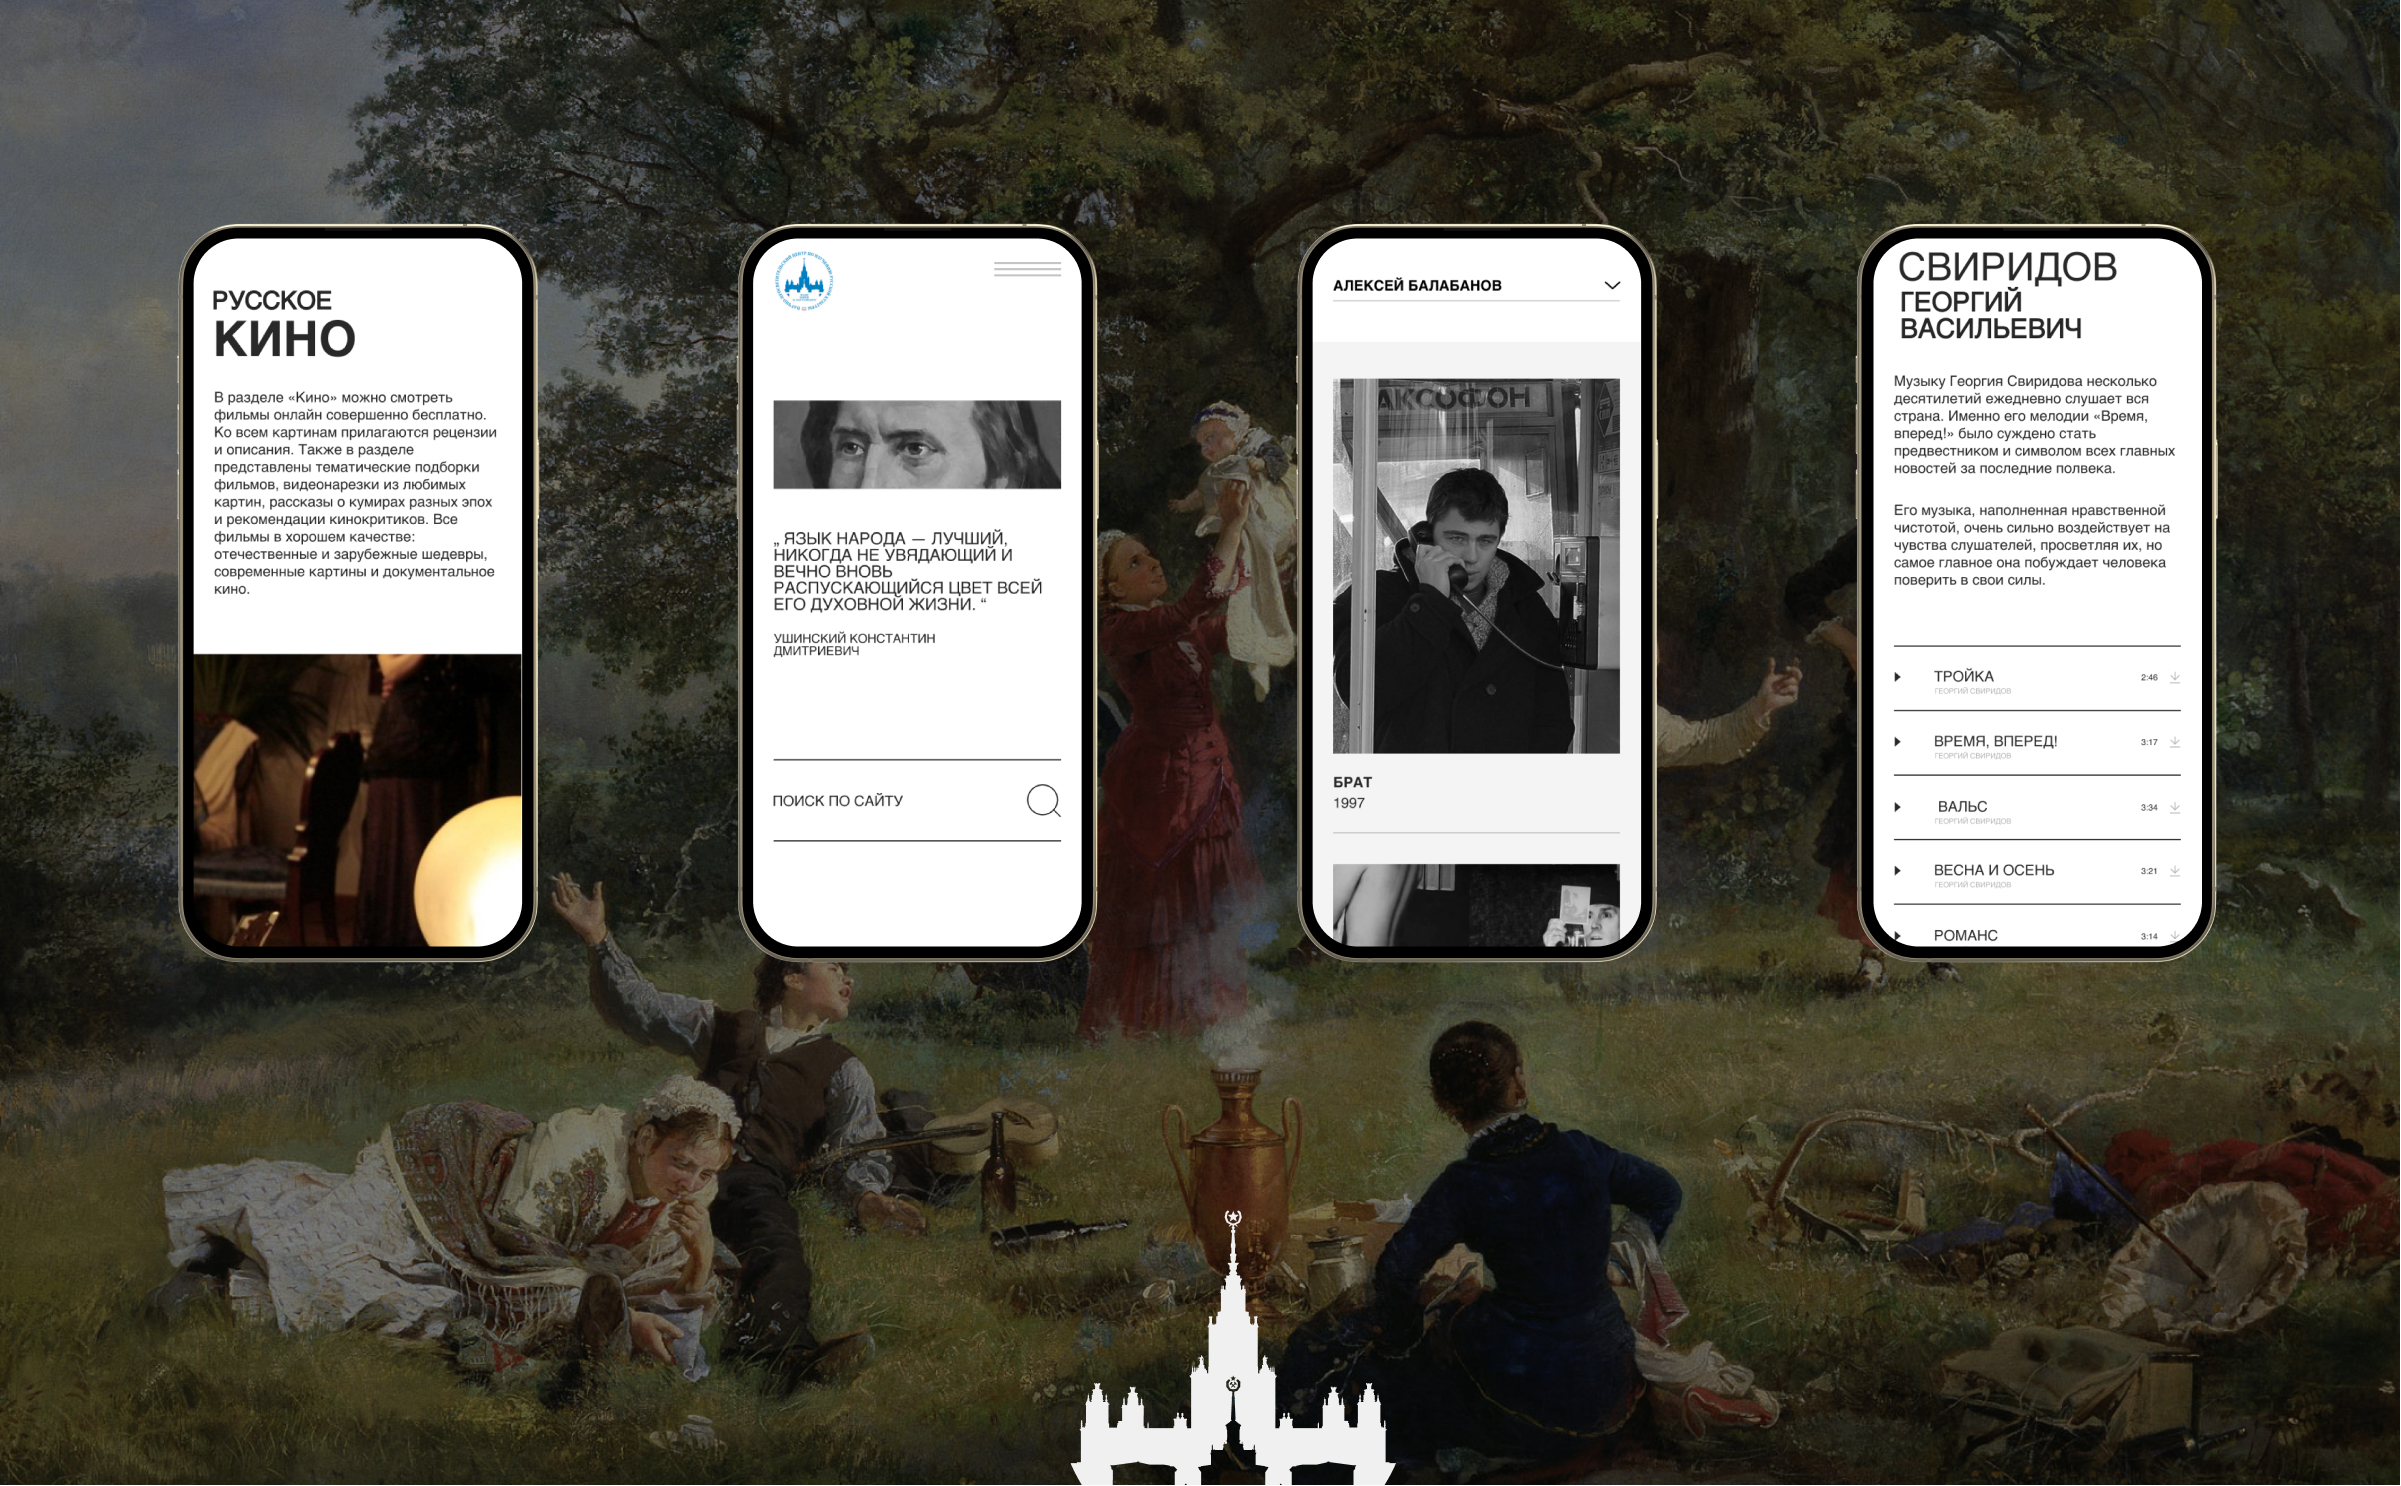 РУССКОЕ
КИНО
В разделе «Кино» можно смотреть
фильмы онлайн совершенно бесплатно.
Ко всем картинам прилагаются рецензии
и описания. Также в разделе
представлены тематические подборки
фильмов, видеонарезки из любимых
картин, рассказы о кумирах разных эпох
и рекомендации кинокритиков. Все
фильмы в хорошем качестве:
отечественные и зарубежные шедевры,
современные картины и документальное
кино.
„ ЯЗЫК НАРОДА — ЛУЧШИЙ,
НИКОГДА НЕ УВЯДАЮЩИЙ И
ВЕЧНО ВНОВЬ
РАСПУСКАЮЩИЙСЯ ЦВЕТ ВСЕЙ
ЕГО ДУХОВНОЙ ЖИЗНИ. “
УШИНСКИЙ КОНСТАНТИН
ДМИТРИЕВИЧ
ПОИСК ПО САЙТУ
АЛЕКСЕЙ БАЛАБАНОВ
АКСОФОН
БРАТ
1997
СВИРИДОВ
ГЕОРГИЙ
ВАСИЛЬЕВИЧ
Музыку Георгия Свиридова несколько
десятилетий ежедневно слушает вся
страна. Именно его мелодии «Время,
вперед!» было суждено стать
предвестником и символом всех главных
новостей за последние полвека.
Его музыка, наполненная нравственной
чистотой, очень сильно воздействует на
чувства слушателей, просветляя их, но
самое главное она побуждает человека
поверить в свои силы.
ТРОЙКА 2:46
ГЕОРГИЙ СВИРИДОВ
ВРЕМЯ, ВПЕРЕД! 3:17
ГЕОРГИЙ СВИРИДОВ
ВАЛЬС 3:34
ГЕОРГИЙ СВИРИДОВ
ВЕСНА И ОСЕНЬ 3:21
ГЕОРГИЙ СВИРИДОВ
РОМАНС 3:14